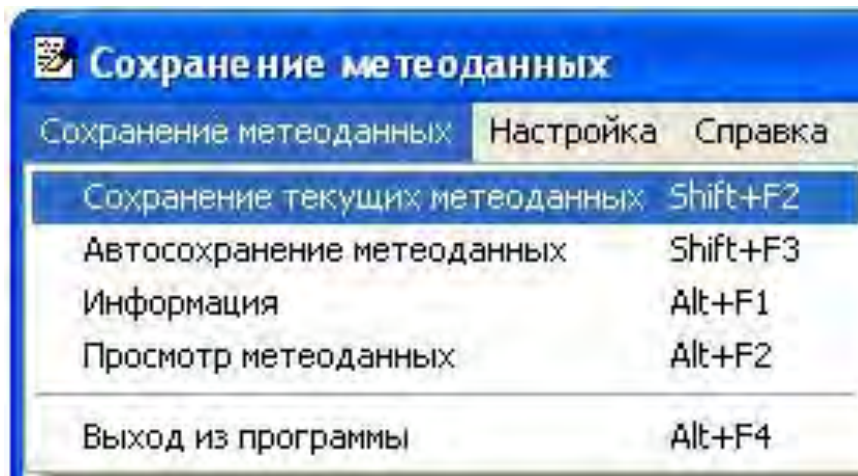 Сохранение метеоданных
Сохранение метеоданных Настройка Справка
Сохранение текущих метеоданных Shift+F2
Автосохранение метеоданных Shift+F3
Информация Alt+F1
Просмотр метеоданных Alt+F2
Выход из программы Alt+F4